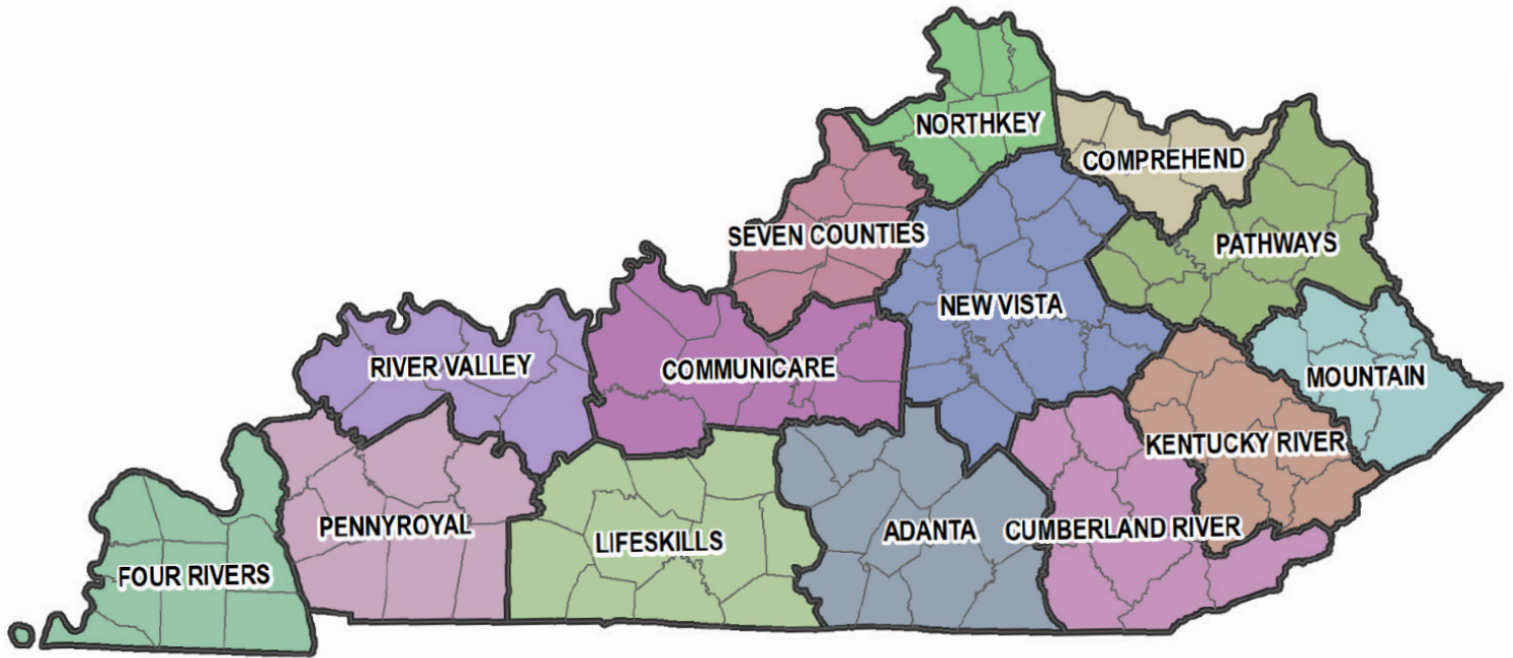 NORTHKEY
COMPREHEND
SEVEN COUNTIES
PATHWAYS
NEW VISTA
RIVER VALLEY
COMMUNICARE
MOUNTAIN
KENTUCKY RIVER
PENNYROYAL
LIFESKILLS
ADANTA
CUMBERLAND RIVER
FOUR RIVERS